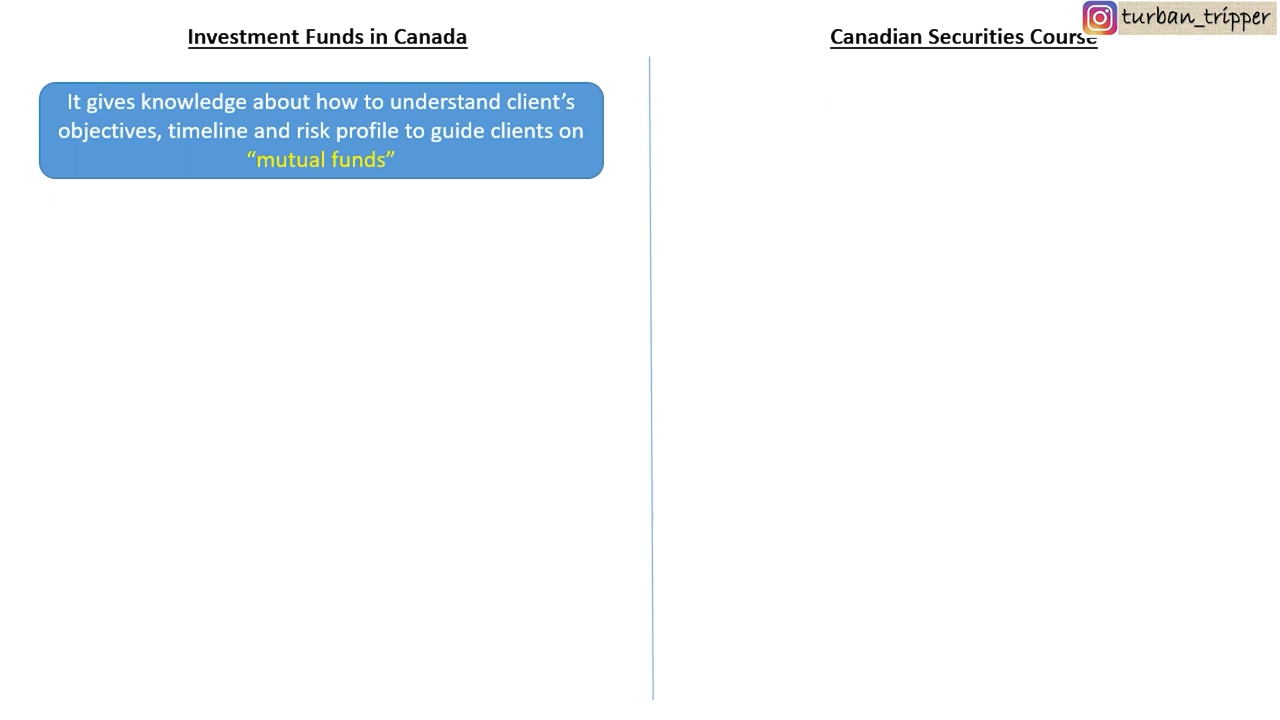 Investment Funds in Canada
It gives knowledge about how to understand client’s
objectives, timeline and risk profile to guide clients on
“mutual funds”
Canadian Securities Course
turban_tripper